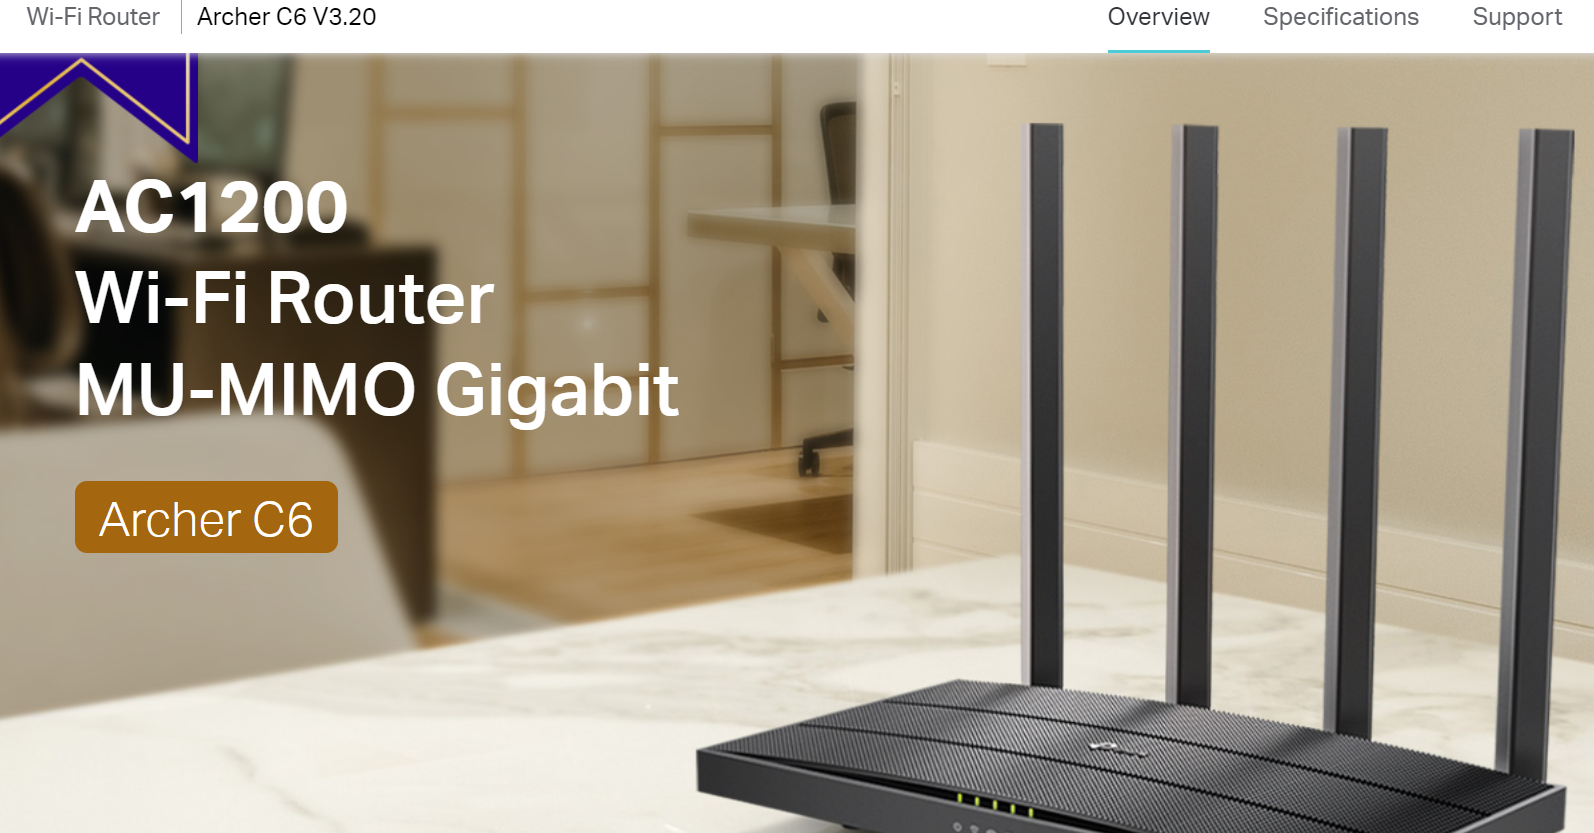 Wi-Fi Router
Archer C6 V3.20
Overview
Specifications
Support
AC1200
Wi-Fi Router
MU-MIMO Gigabit
Archer C6